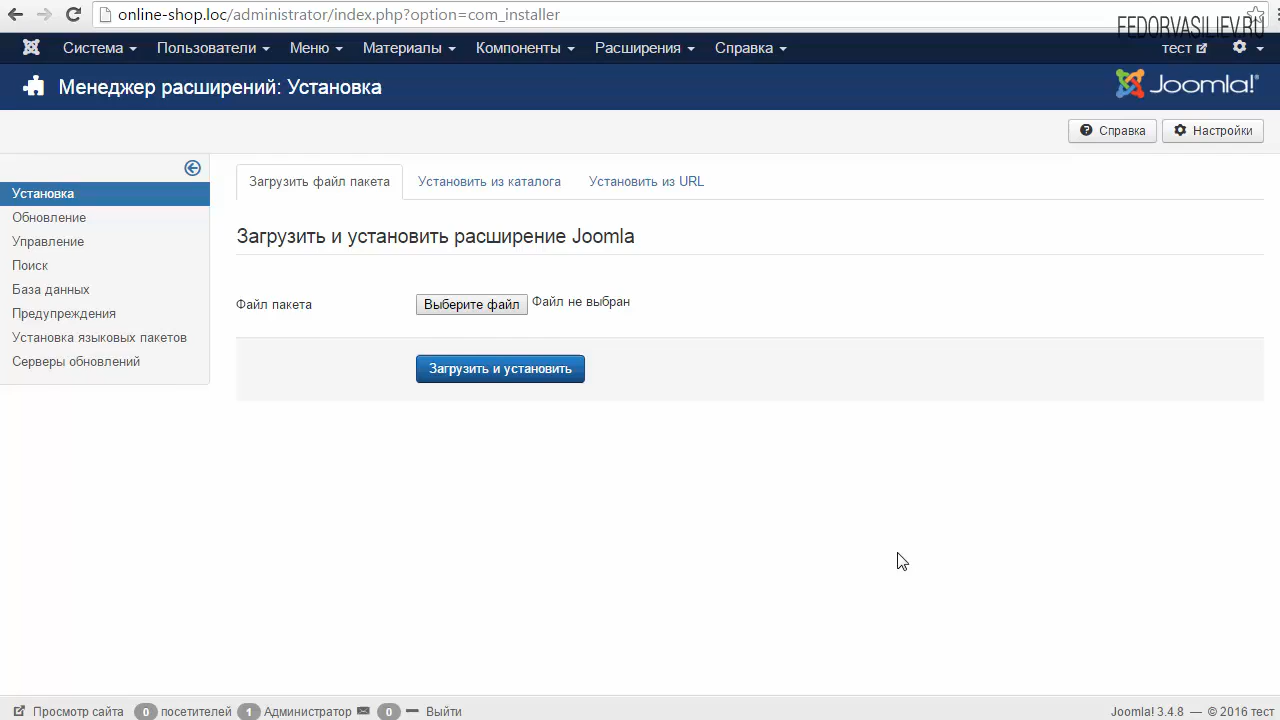 online-shop.loc/administrator/index.php?option=com_installer
FEDORVASILIEV.RU
Система Пользователи Меню Материалы Компоненты Расширения Справка тест
Менеджер расширений: Установка
Joomla!®
Справка Настройки
Загрузить файл пакета Установить из каталога Установить из URL
Установка
Обновление
Управление
Поиск
База данных
Предупреждения
Установка языковых пакетов
Серверы обновлений
Загрузить и установить расширение Joomla
Файл пакета Выберите файл Файл не выбран
Загрузить и установить
Просмотр сайта 0 посетителей 1 Администратор 0 Выйти
Joomla! 3.4.8 — © 2016 тест